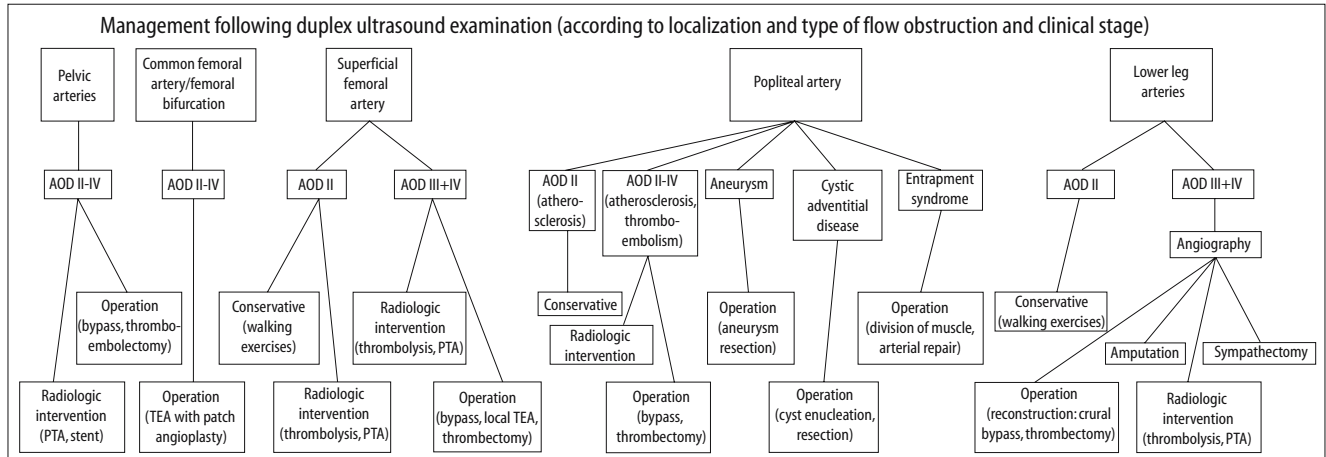 Management following duplex ultrasound examination (according to localization and type of flow obstruction and clinical stage)
Pelvic
arteries
Common femoral
artery/femoral
bifurcation
Superficial
femoral
artery
Popliteal artery
Lower leg
arteries
AOD II-IV
AOD II-IV
AOD II
AOD III+IV
AOD II
(athero-
sclerosis)
AOD II-IV
(atherosclerosis,
thrombo-
embolism)
Aneurysm
Cystic
adventitial
disease
Entrapment
syndrome
AOD II
AOD III+IV
Angiography
Operation
(bypass, thrombo-
embolectomy)
Conservative
(walking
exercises)
Radiologic
intervention
(thrombolysis, PTA)
Conservative
Radiologic
intervention
Operation
(aneurysm
resection)
Operation
(division of muscle,
arterial repair)
Conservative
(walking exercises)
Amputation
Sympathectomy
Radiologic
intervention
(PTA, stent)
Operation
(TEA with patch
angioplasty)
Radiologic
intervention
(thrombolysis, PTA)
Operation
(bypass, local TEA,
thrombectomy)
Operation
(bypass,
thrombectomy)
Operation
(cyst enucleation,
resection)
Operation
(reconstruction: crural
bypass, thrombectomy)
Radiologic
intervention
(thrombolysis, PTA)